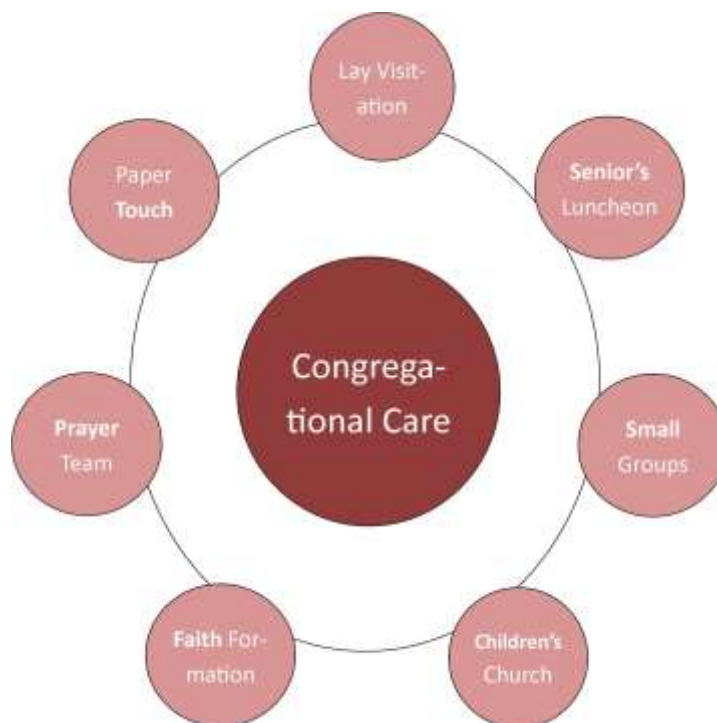 Lay Visit-
ation
Senior's
Luncheon
Small
Groups
Children's
Church
Faith For-
mation
Prayer
Team
Paper
Touch
Congrega-
tional Care